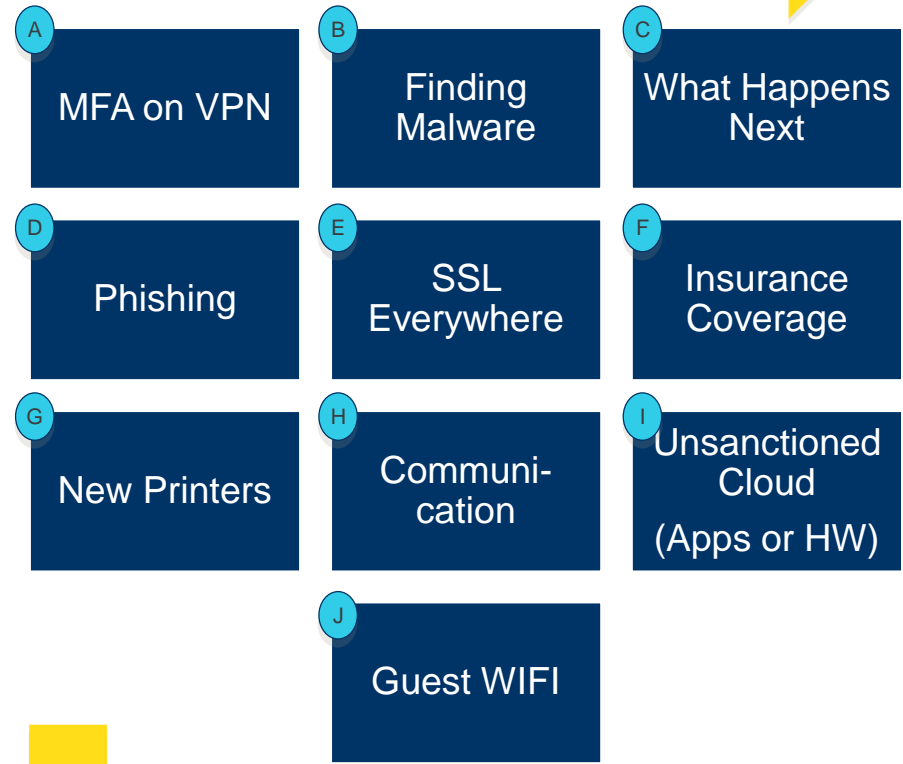 A
MFA on VPN
B
Finding
Malware
C
What Happens
Next
D
Phishing
E
SSL
Everywhere
F
Insurance
Coverage
G
New Printers
H
Communi-
cation
I
Unsanctioned
Cloud
(Apps or HW)
J
Guest WIFI